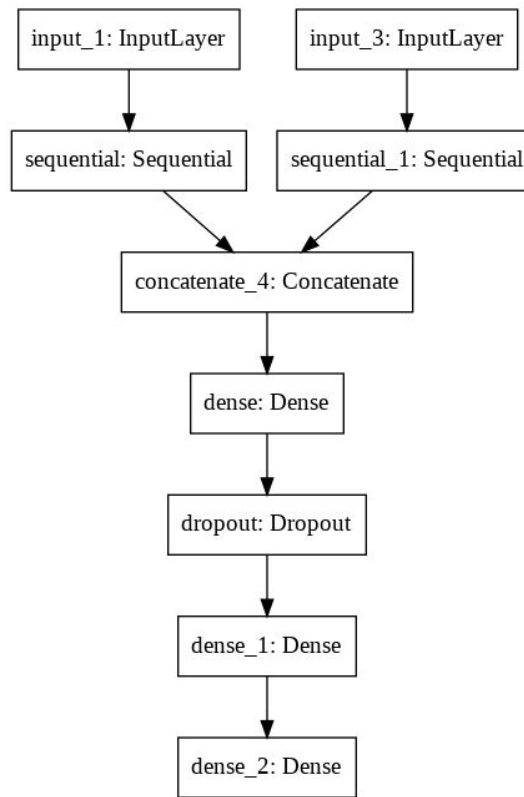 input_1: InputLayer
input_3: InputLayer
sequential: Sequential
sequential_1: Sequential
concatenate_4: Concatenate
dense: Dense
dropout: Dropout
dense_1: Dense
dense_2: Dense